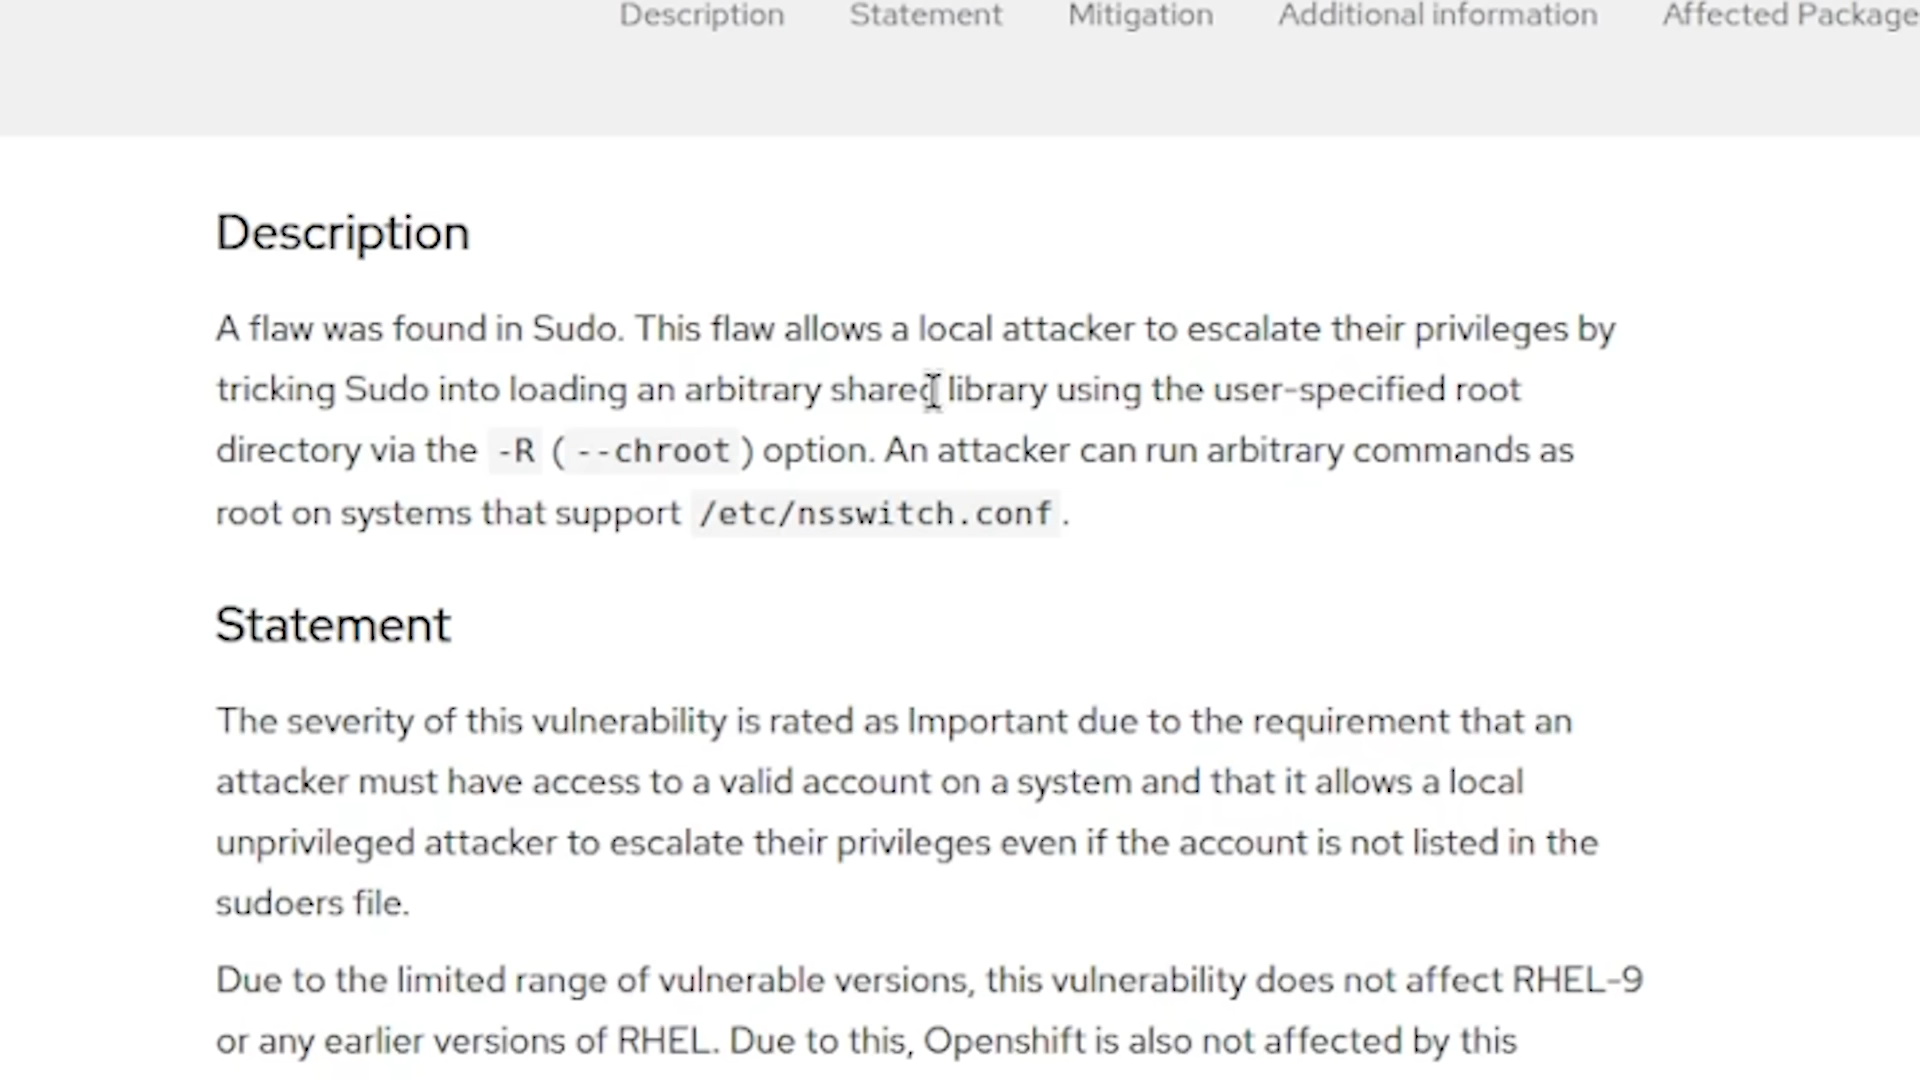 Description Statement Mitigation Additional information Affected Package
Description
A flaw was found in Sudo. This flaw allows a local attacker to escalate their privileges by
tricking Sudo into loading an arbitrary shared library using the user-specified root
directory via the -R ( --chroot ) option. An attacker can run arbitrary commands as
root on systems that support /etc/nsswitch.conf .
Statement
The severity of this vulnerability is rated as Important due to the requirement that an
attacker must have access to a valid account on a system and that it allows a local
unprivileged attacker to escalate their privileges even if the account is not listed in the
sudoers file.
Due to the limited range of vulnerable versions, this vulnerability does not affect RHEL-9
or any earlier versions of RHEL. Due to this, Openshift is also not affected by this